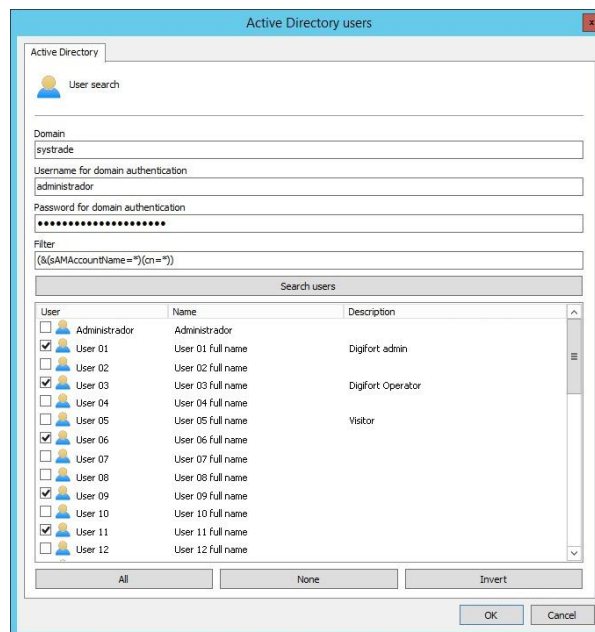 Active Directory users
x
Active Directory
User search
Domain
systrade
Username for domain authentication
administrador
Password for domain authentication
●●●●●●●●●●●●●●●●●●●●●●
Filter
(&(sAMAccountName=*)(cn=*))
Search users
User Name Description
Administrador Administrador
User 01 User 01 full name Digifort admin
User 02 User 02 full name
User 03 User 03 full name Digifort Operator
User 04 User 04 full name
User 05 User 05 full name Visitor
User 06 User 06 full name
User 07 User 07 full name
User 08 User 08 full name
User 09 User 09 full name
User 10 User 10 full name
User 11 User 11 full name
User 12 User 12 full name
All None Invert
OK Cancel